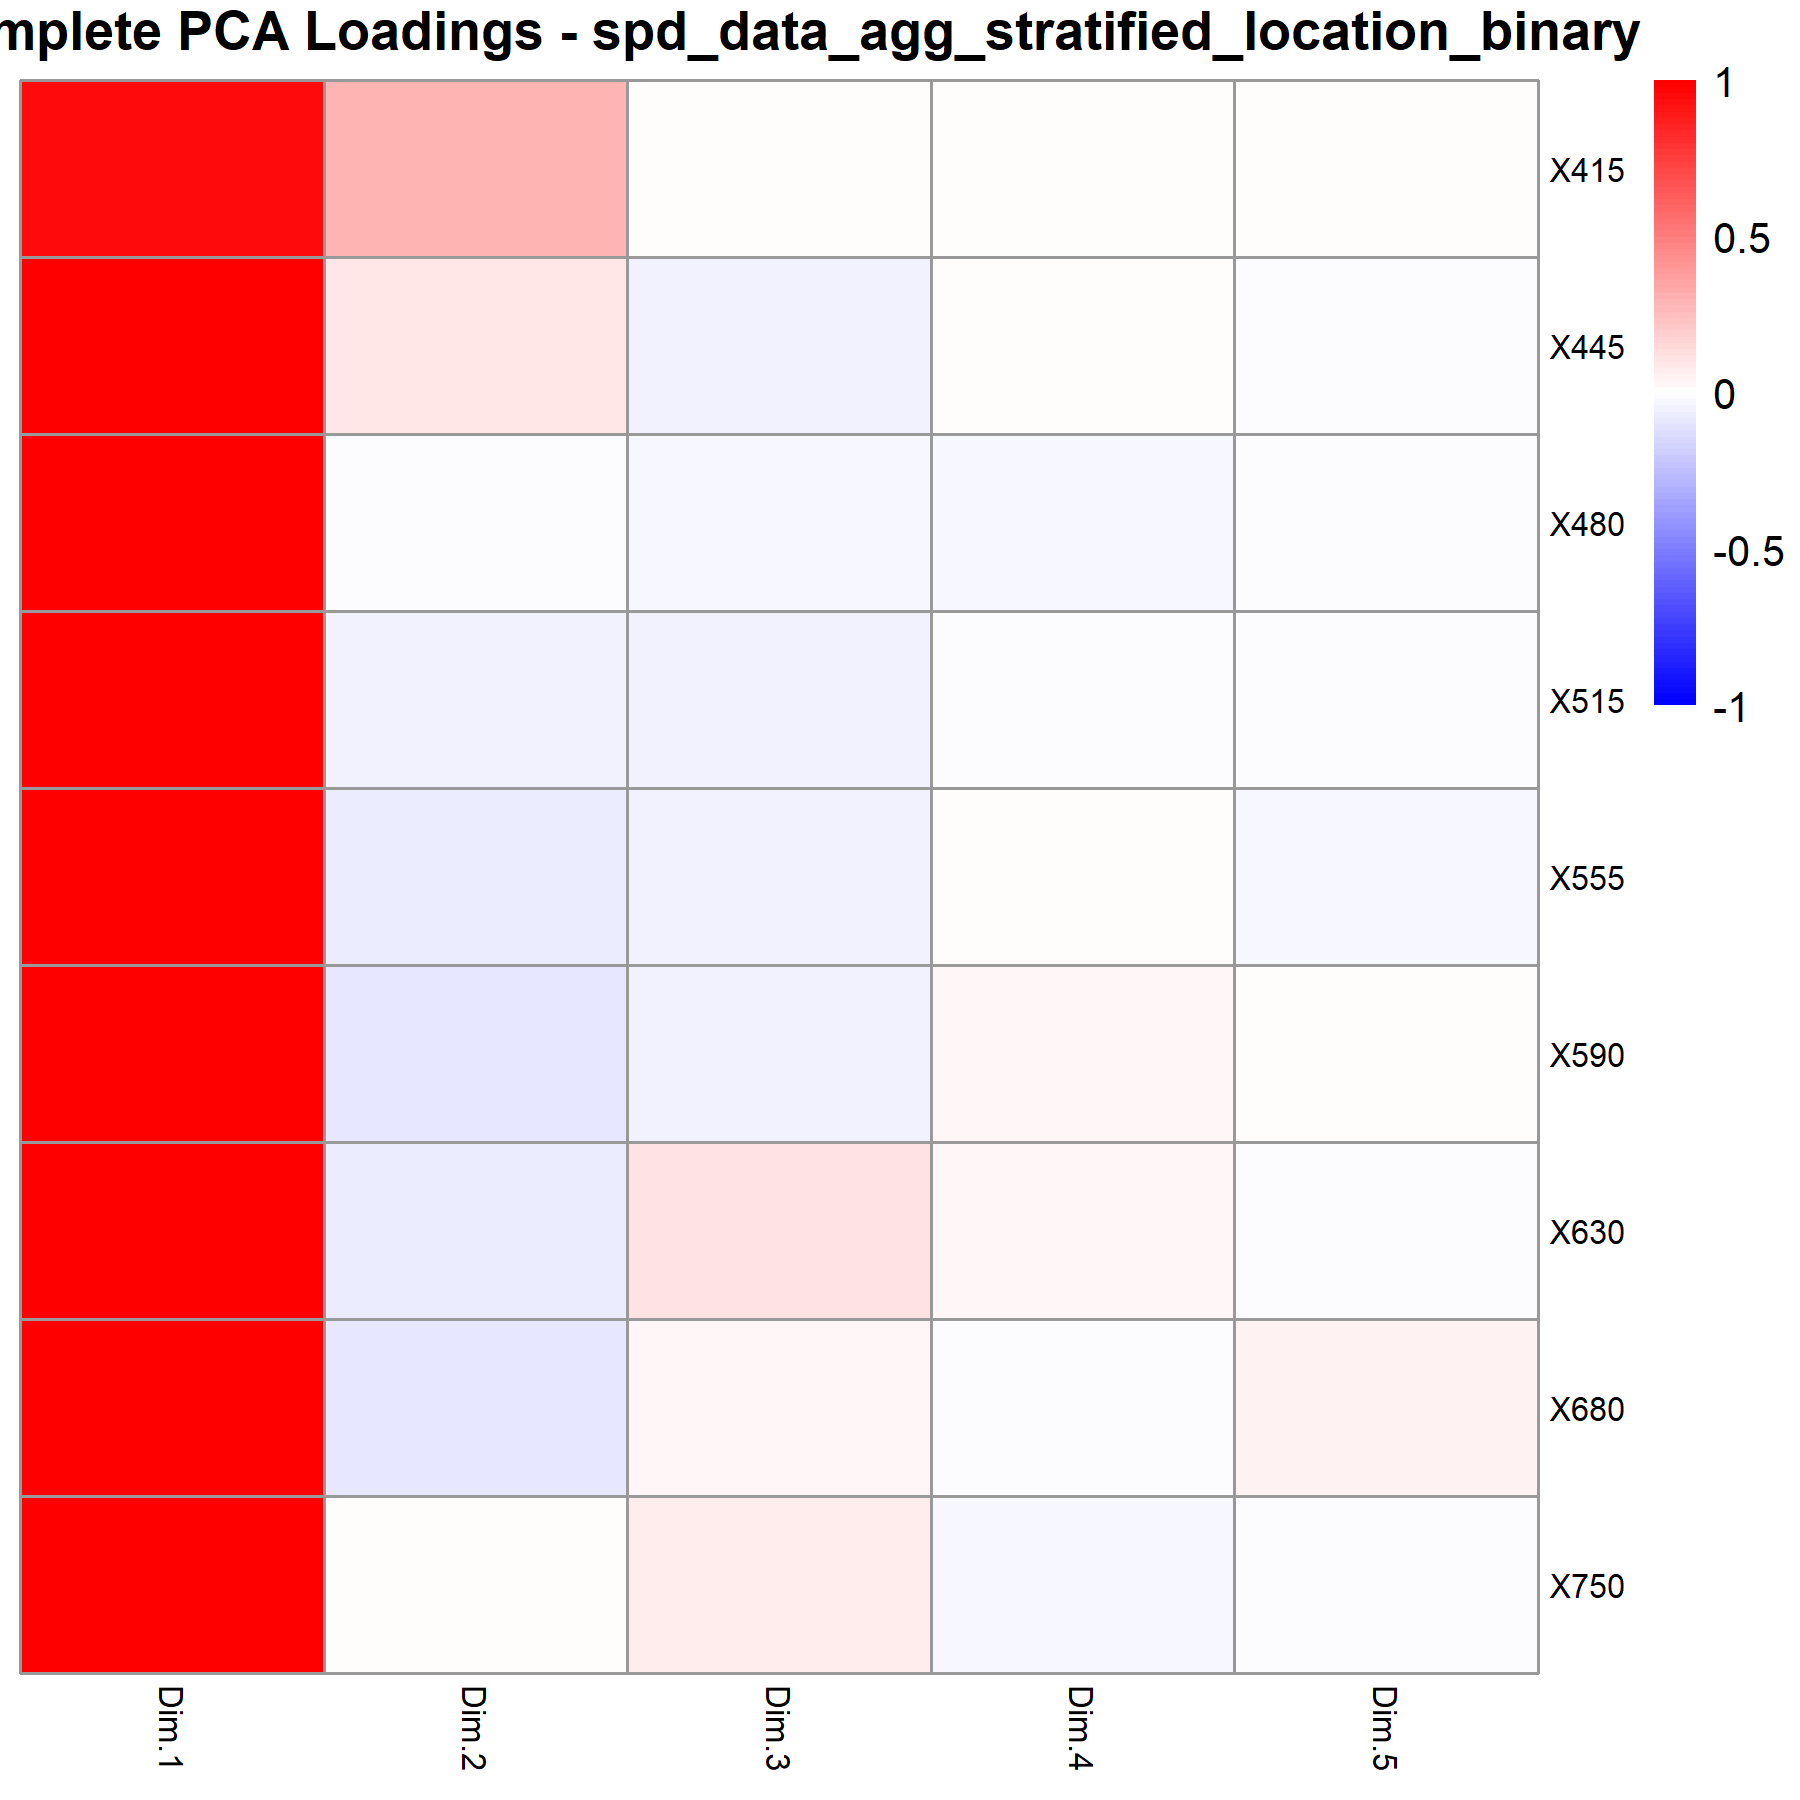 mplete PCA Loadings - spd_data_agg_stratified_location_binary
1
0.5
0
-0.5
-1
X415
X445
X480
X515
X555
X590
X630
X680
X750
Dim.1
Dim.2
Dim.3
Dim.4
Dim.5